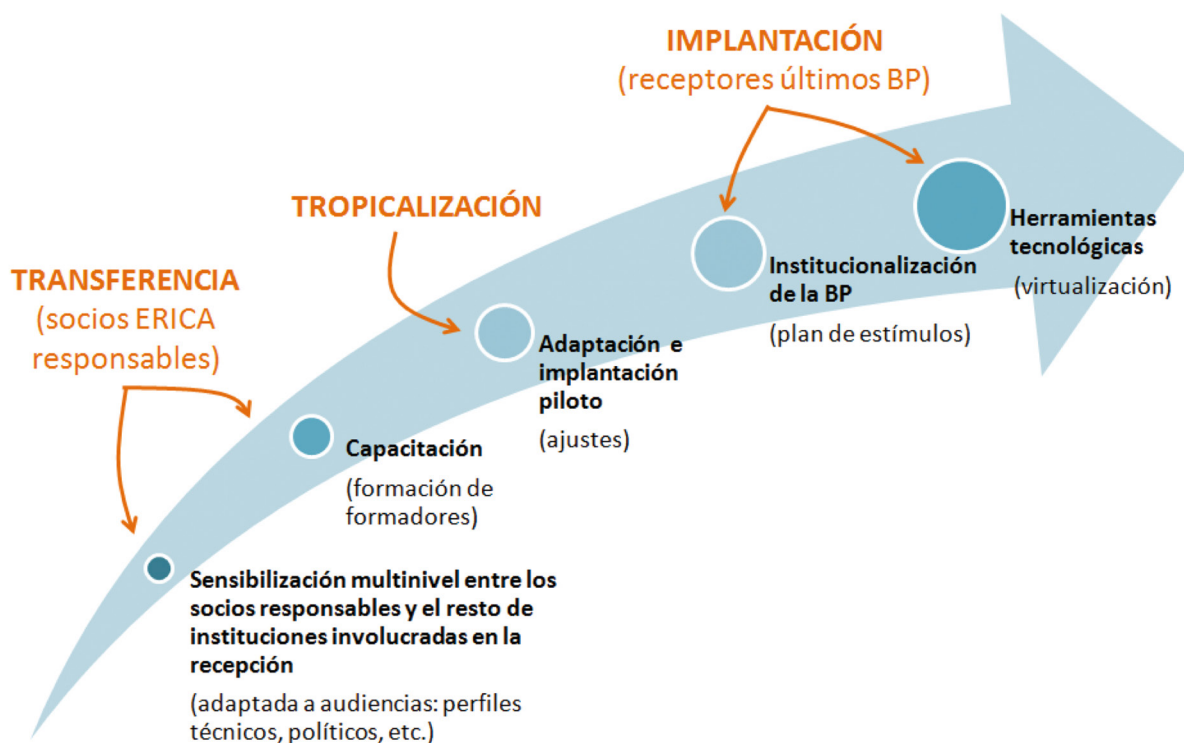 IMPLANTACIÓN
(receptores últimos BP)
TROPICALIZACIÓN
TRANSFERENCIA
(socios ERICA
responsables)
Herramientas
tecnológicas
(virtualización)
Institucionalización
de la BP
(plan de estímulos)
Adaptación e
implantación
piloto
(ajustes)
Capacitación
(formación de
formadores)
Sensibilización multinivel entre los
socios responsables y el resto de
instituciones involucradas en la
recepción
(adaptada a audiencias: perfiles
técnicos, políticos, etc.)